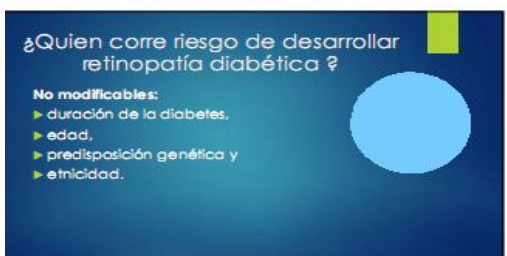 ¿Quien corre riesgo de desarrollar
retinopatía diabética ?
No modificables:
duración de la diabetes,
edad,
predisposición genética y
etnicidad.